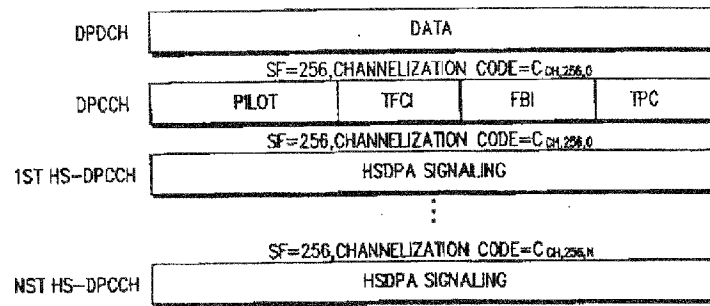 DPDCH DATA
SF=256,CHANNELIZATION CODE=C CH,256,0
DPCCH PILOT TFCI FBI TPC
SF=256,CHANNELIZATION CODE=C CH,256,0
1ST HS-DPCCH HSDPA SIGNALING
SF=256,CHANNELIZATION CODE=C CH,256,N
NST HS-DPCCH HSDPA SIGNALING